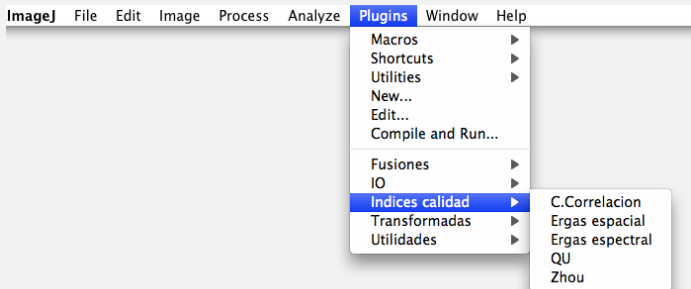 ImageJ File Edit Image Process Analyze Plugins Window Help
Macros
Shortcuts
Utilities
New...
Edit...
Compile and Run...
Fusiones
IO
Indices calidad
Transformadas
Utilidades
C.Correlacion
Ergas espacial
Ergas espectral
QU
Zhou